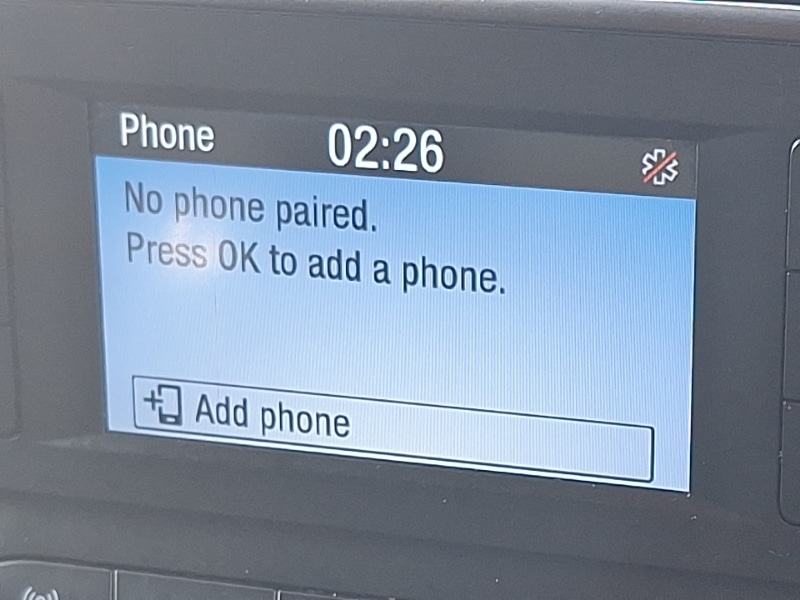 Phone 02:26
No phone paired.
Press OK to add a phone.
Add phone